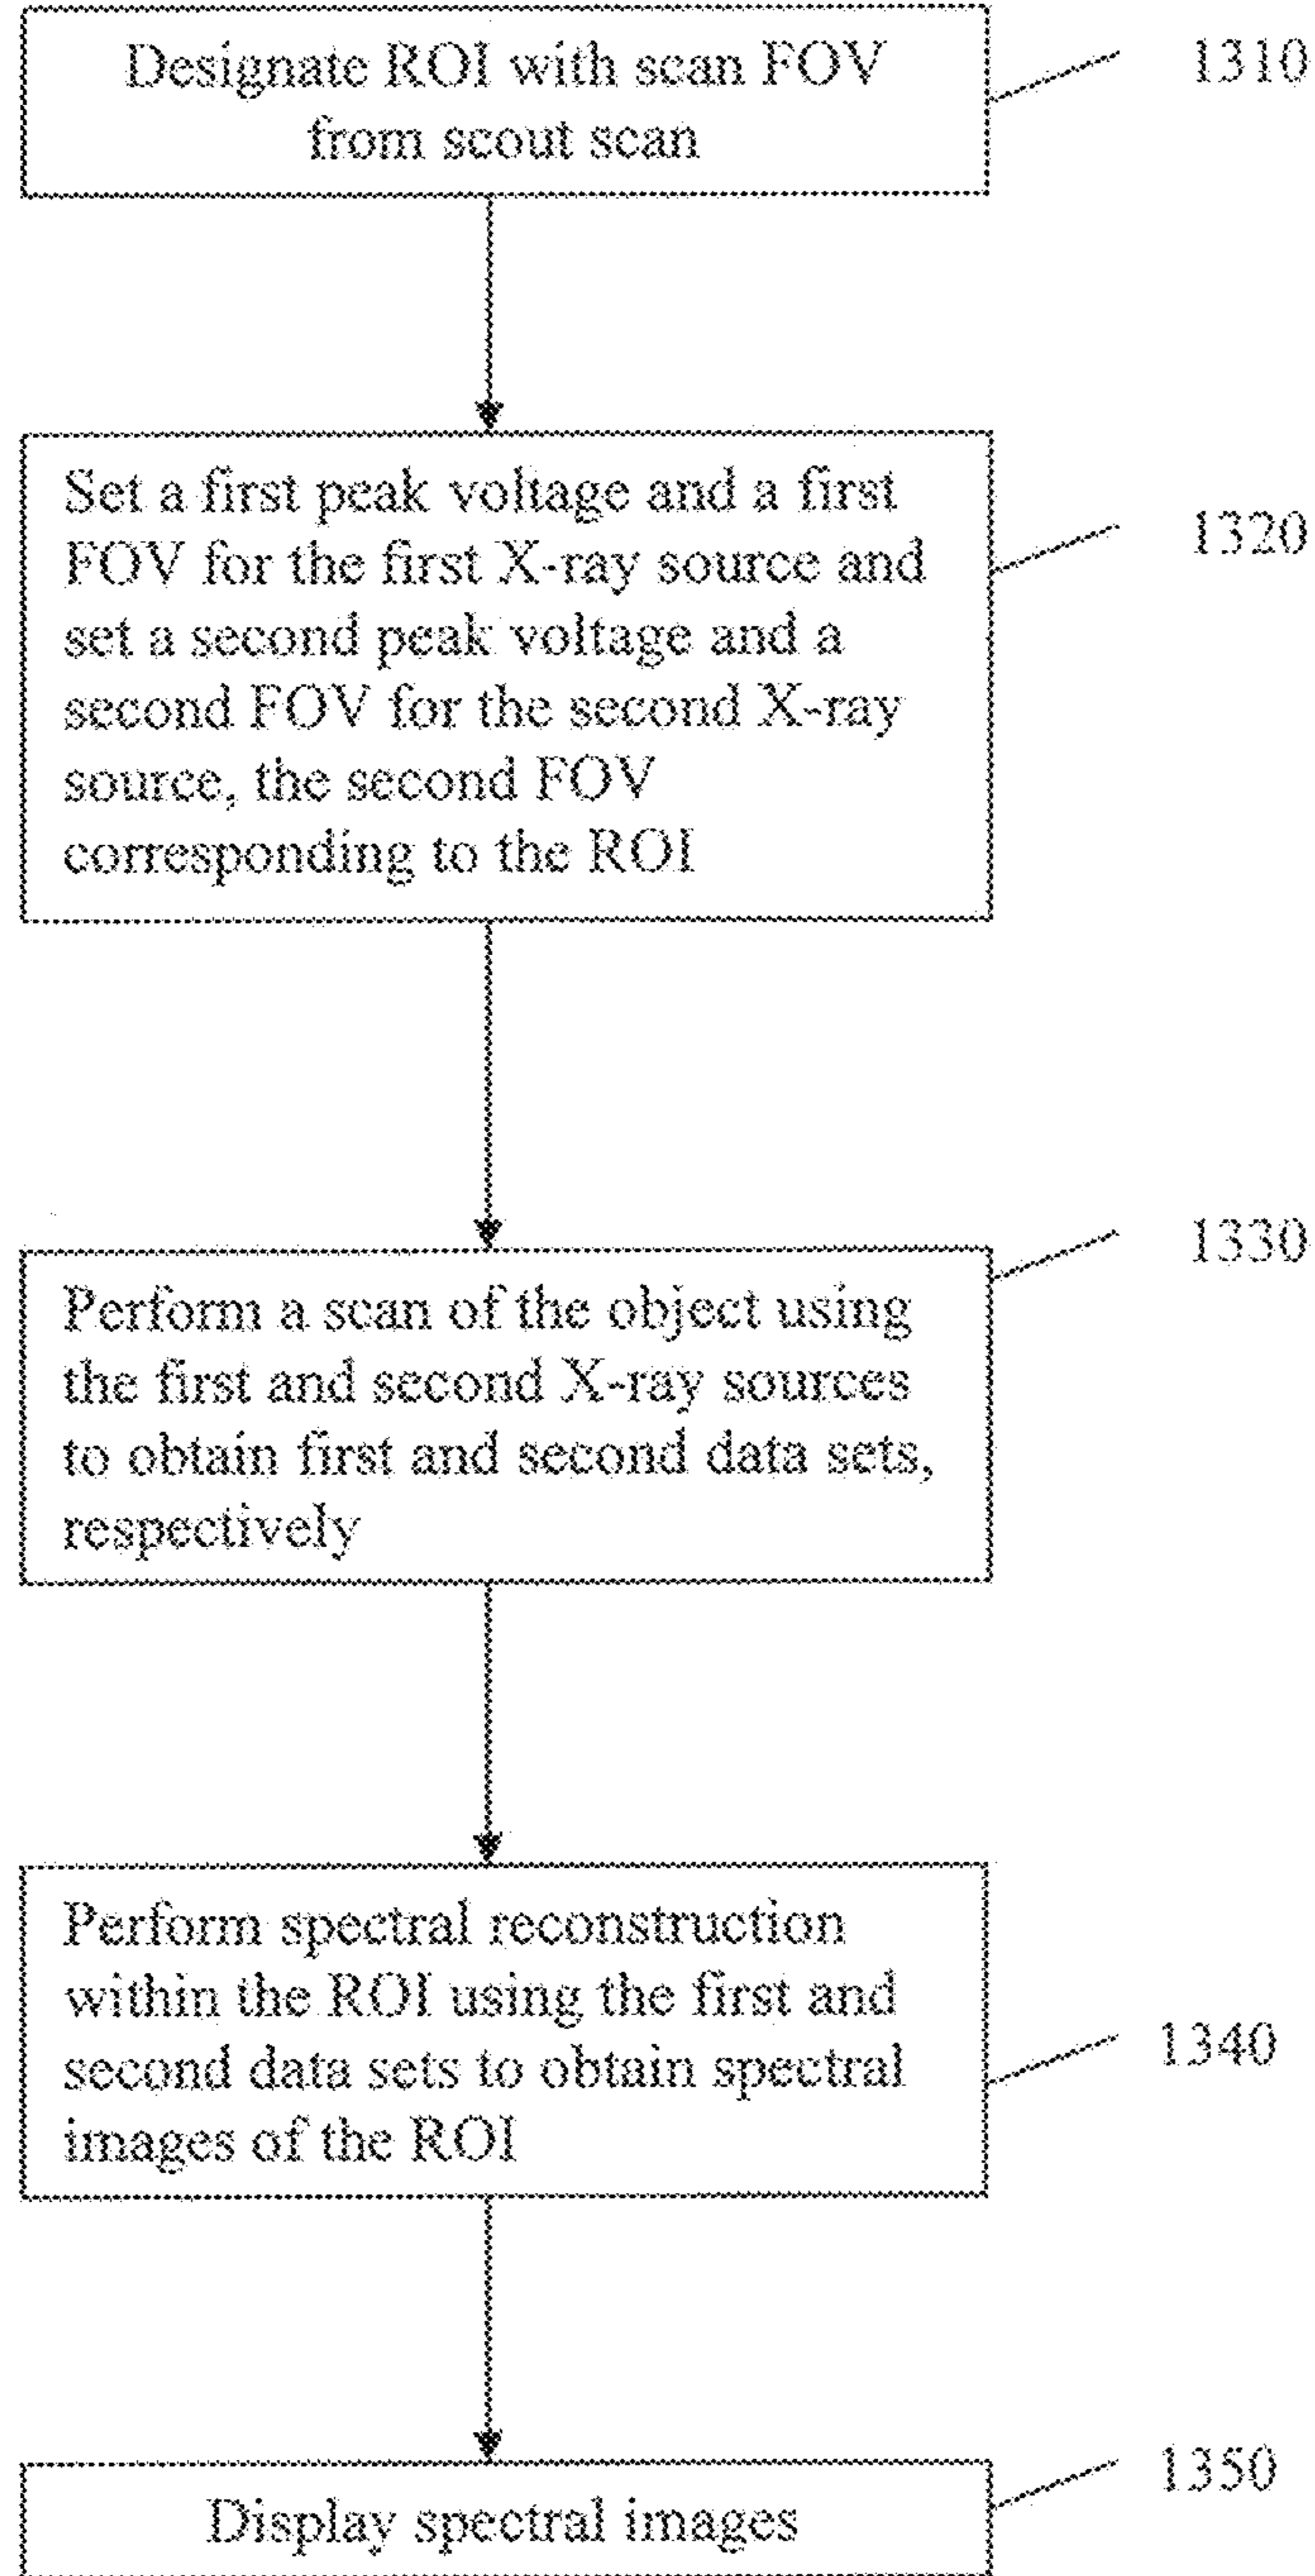 Designate ROI with scan FOV
from scout scan
1310
Set a first peak voltage and a first
FOV for the first X-ray source and
set a second peak voltage and a
second FOV for the second X-ray
source, the second FOV
corresponding to the ROI
1320
Perform a scan of the object using
the first and second X-ray sources
to obtain first and second data sets,
respectively
1330
Perform spectral reconstruction
within the ROI using the first and
second data sets to obtain spectral
images of the ROI
1340
Display spectral images
1350